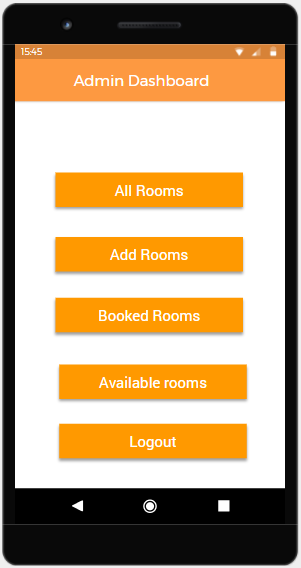 15:45
Admin Dashboard
All Rooms
Add Rooms
Booked Rooms
Available rooms
Logout